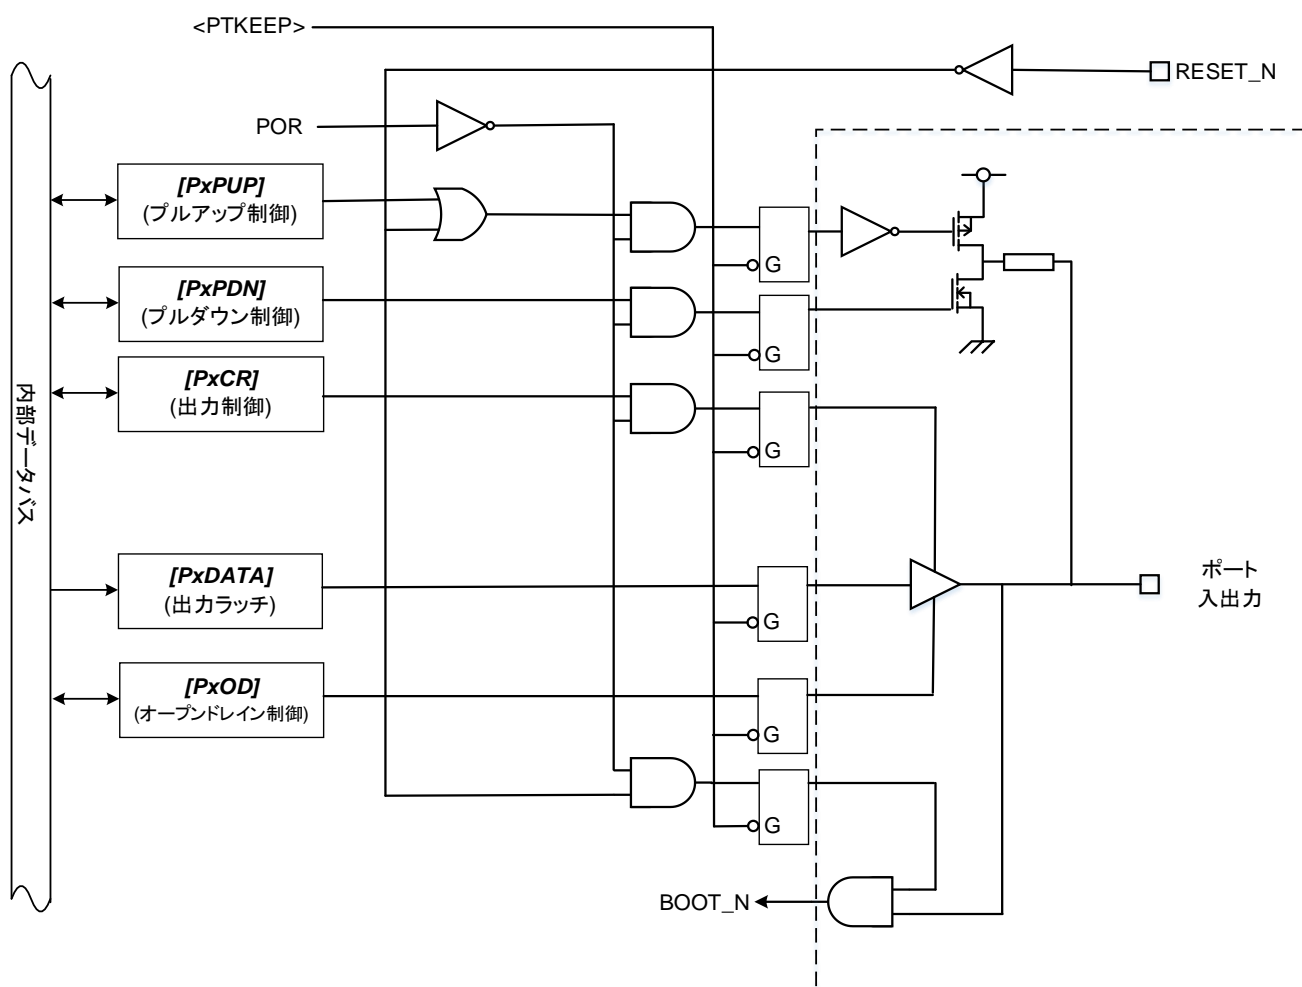 <PTKEEP>
RESET_N
POR
[PxPUP]
(プルアップ制御)
G
[PxPDN]
(プルダウン制御)
G
[PxCR]
(出力制御)
G
内部データバス
[PxDATA]
(出力ラッチ)
G
ポート
入出力
[PxOD]
(オープンドレイン制御)
G
G
BOOT_N